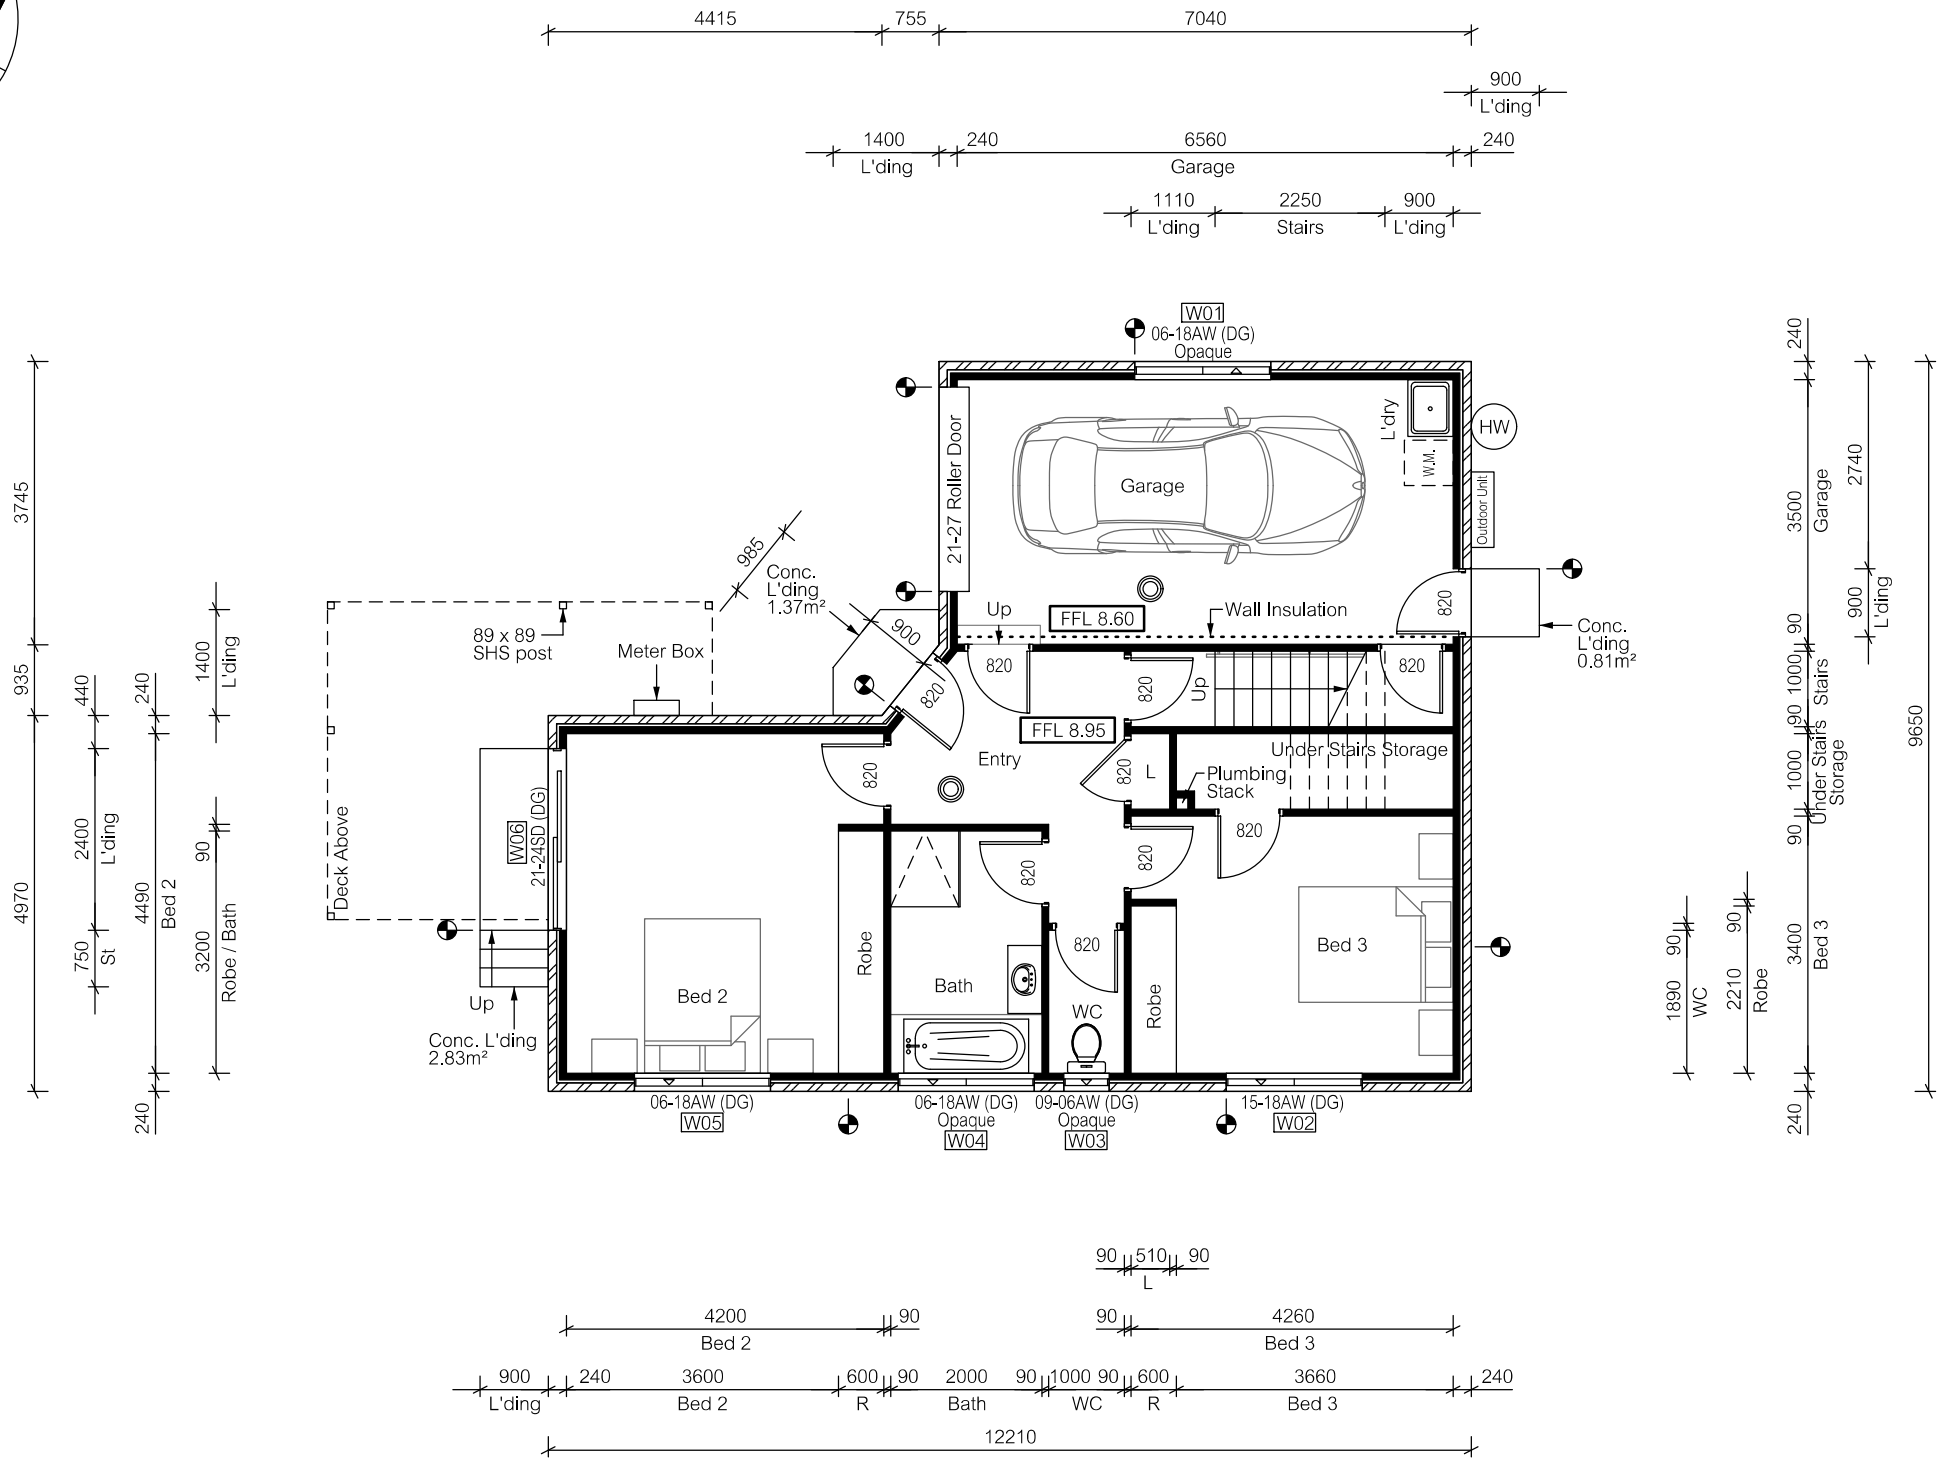 4415 755 7040
900
L'ding
1400 240 6560 240
L'ding Garage
1110 2250 900
L'ding Stairs L'ding
W01
06-18AW (DG)
Opaque
L'dry
W.M.
HW
Outdoor Unit
Garage
21-27 Roller Door
FFL 8.60
Up
Wall Insulation
820
Conc.
L'ding
0.81m²
985
Conc.
L'ding
1.37m²
900
89 x 89
SHS post
Meter Box
820
820
820
Up
820
FFL 8.95
Entry
820
820
L
Under Stairs Storage
Plumbing
Stack
820
820
820
820
Deck Above
W06
21-24SD (DG)
Bed 2
Robe
Bath
WC
Robe
Bed 3
Up
Conc. L'ding
2.83m²
06-18AW (DG)
W05
06-18AW (DG)
Opaque
W04
09-06AW (DG)
Opaque
W03
15-18AW (DG)
W02
3745
935
4970
440
2400
L'ding
750
St
240
4490
Bed 2
240
1400
L'ding
90
3200
Robe / Bath
240
3500
Garage
90
1000
Stairs
90
1000
Under Stairs
Storage
90
3400
Bed 3
240
2740
900
L'ding
9650
90
1890
WC
90
2210
Robe
90 510 90
L
4200 90 90 4260
Bed 2 Bed 3
900 240 3600 600 90 2000 90 1000 90 600 3660 240
L'ding Bed 2 R Bath WC R Bed 3
12210